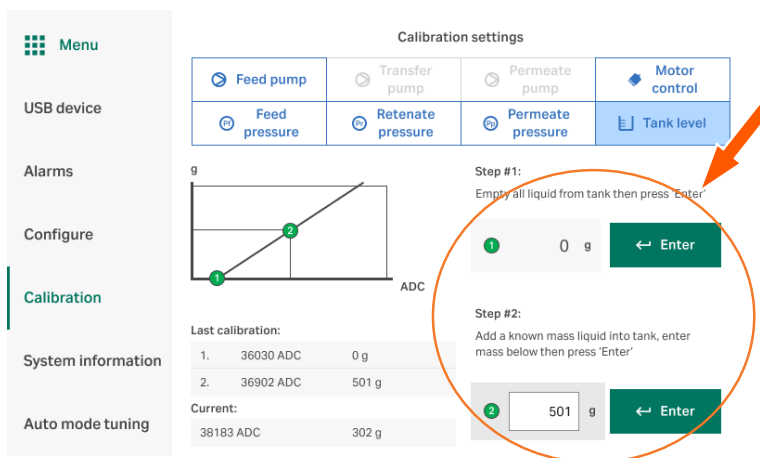 Menu
USB device
Alarms
Configure
Calibration
System information
Auto mode tuning
Calibration settings
Feed pump
Transfer
pump
Permeate
pump
Motor
control
Pf
Feed
pressure
Pr
Retenate
pressure
Pp
Permeate
pressure
Tank level
g
2
1
ADC
Last calibration:
1. 36030 ADC 0 g
2. 36902 ADC 501 g
Current:
38183 ADC 302 g
Step #1:
Empty all liquid from tank then press 'Enter'
1 0 g Enter
Step #2:
Add a known mass liquid into tank, enter
mass below then press 'Enter'
2 501 g Enter